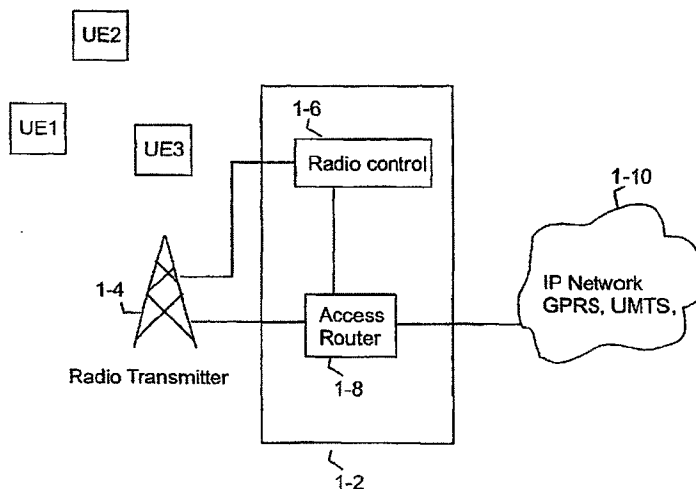 UE2
UE1
UE3
1-6
Radio control
1-10
IP Network
GPRS, UMTS,
1-4
Access
Router
Radio Transmitter
1-8
1-2